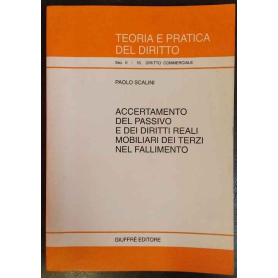 TEORIA E PRATICA
DEL DIRITTO
Sez. II : 10. DIRITTO COMMERCIALE
PAOLO SCALINI
ACCERTAMENTO
DEL PASSIVO
E DEI DIRITTI REALI
MOBILIARI DEI TERZI
NEL FALLIMENTO
GIUFFRÈ EDITORE